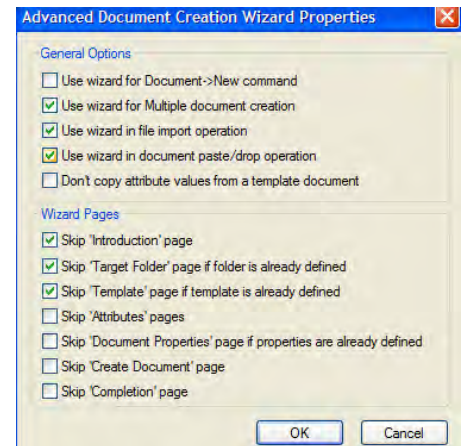 Advanced Document Creation Wizard Properties
General Options
Use wizard for Document->New command
Use wizard for Multiple document creation
Use wizard in file import operation
Use wizard in document paste/drop operation
Don't copy attribute values from a template document
Wizard Pages
Skip 'Introduction' page
Skip 'Target Folder' page if folder is already defined
Skip 'Template' page if template is already defined
Skip 'Attributes' pages
Skip 'Document Properties' page if properties are already defined
Skip 'Create Document' page
Skip 'Completion' page
OK Cancel